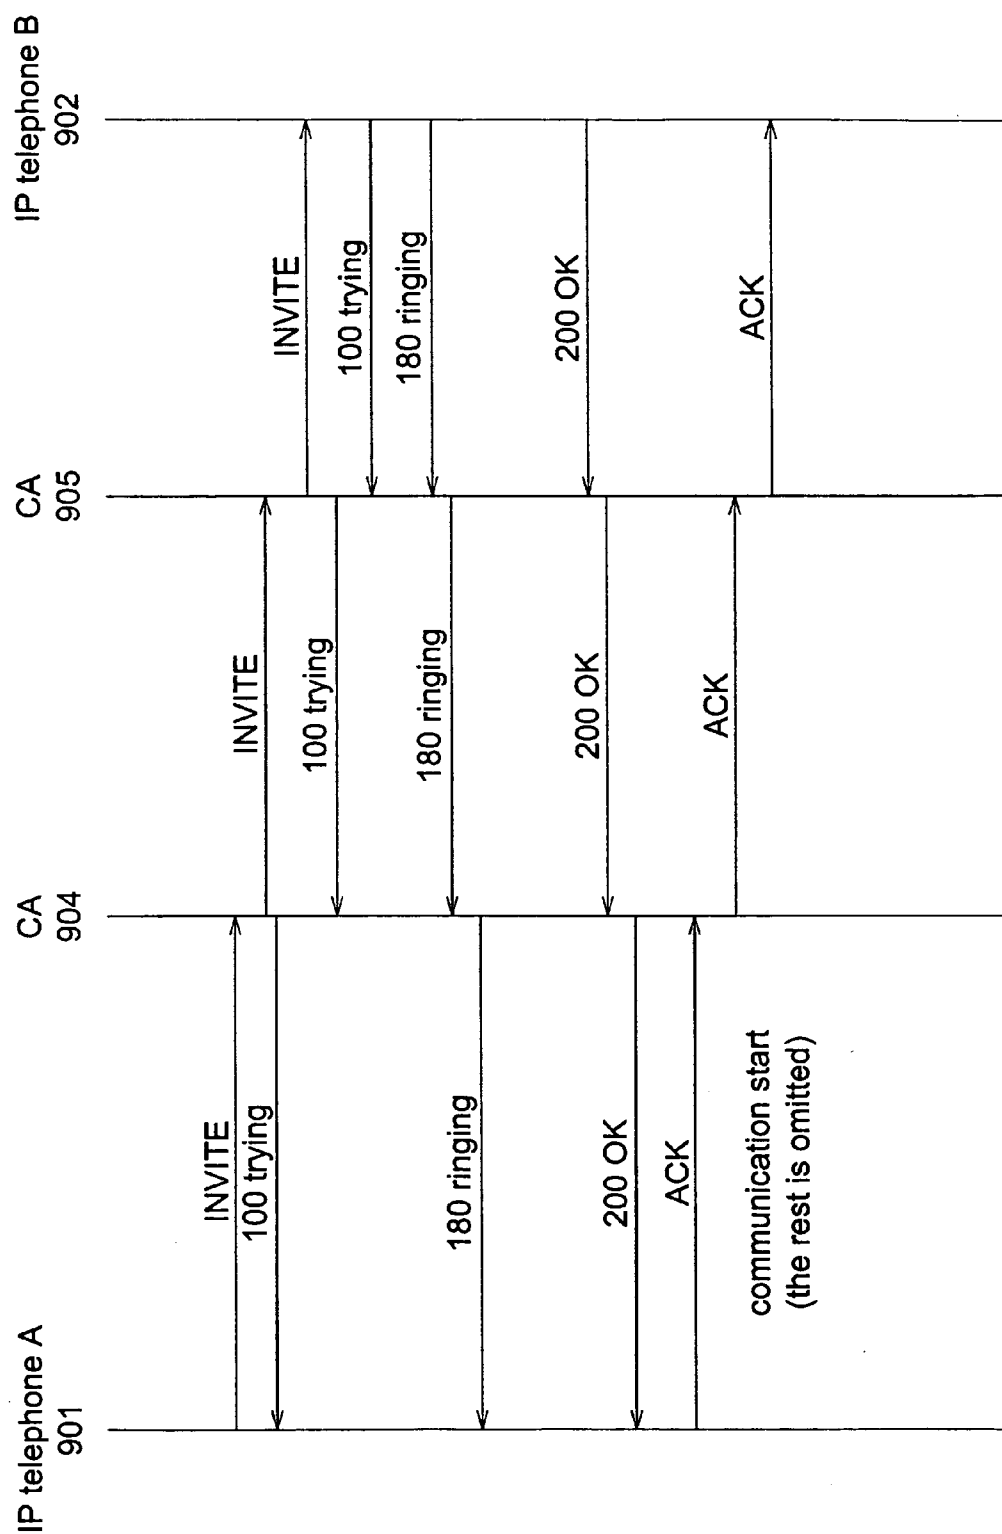 IP telephone A
901
CA
904
CA
905
IP telephone B
902
INVITE
100 trying
INVITE
INVITE
100 trying
100 trying
180 ringing
180 ringing
180 ringing
200 OK
200 OK
200 OK
ACK
ACK
ACK
communication start
(the rest is omitted)